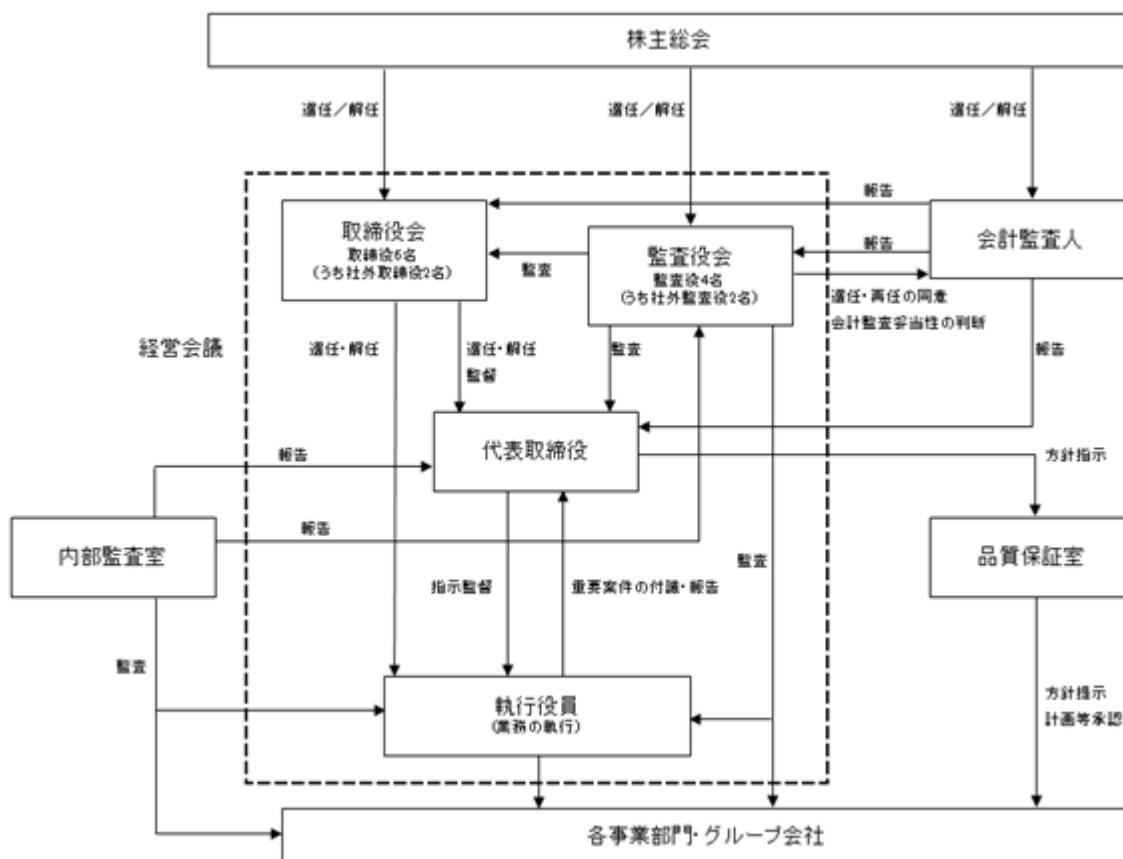 株主総会
選任／解任
選任／解任
選任／解任
報告
取締役会
取締役6名
(うち社外取締役2名)
監査
監査役会
監査役4名
(うち社外監査役2名)
報告
会計監査人
選任・再任の同意
会計監査妥当性の判断
経営会議
選任・解任
選任・解任
監督
監査
報告
代表取締役
報告
方針指示
内部監査室
報告
監査
品質保証室
指示監督
重要案件の付議・報告
監査
執行役員
(業務の執行)
方針提示
計画等承認
各事業部門・グループ会社